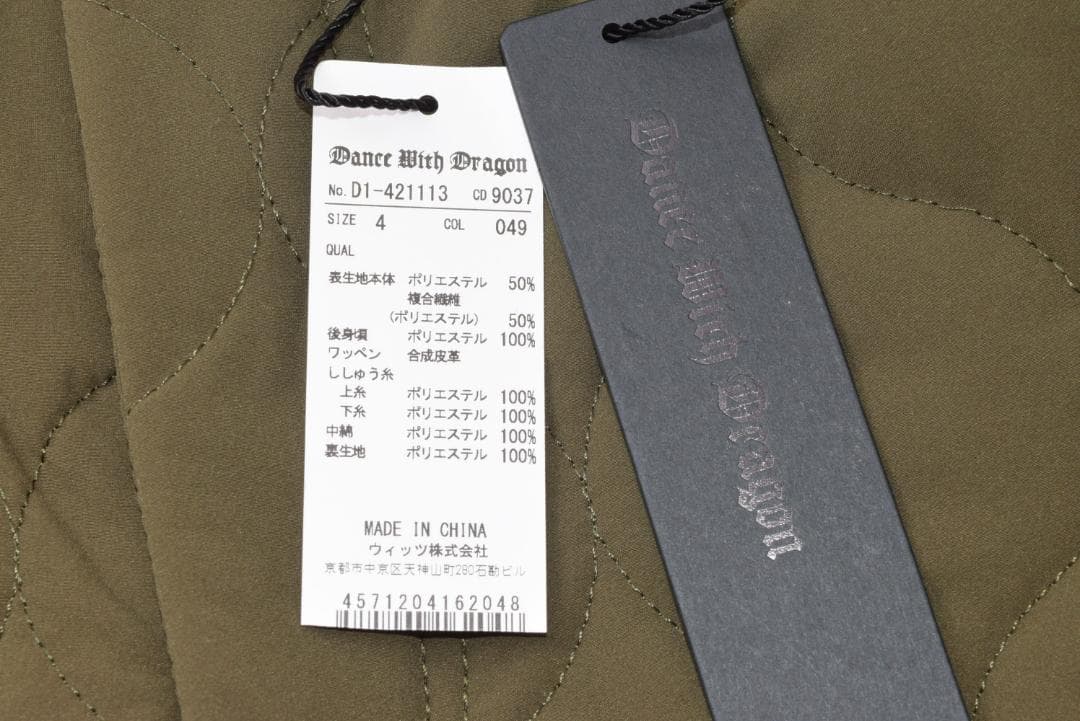 Dance With Dragon
No. D1-421113 CD 9037
SIZE 4 COL 049
QUAL
表生地本体 ポリエステル 50%
複合繊維
(ポリエステル) 50%
後身頃 ポリエステル 100%
ワッペン 合成皮革
ししゅう糸
上糸 ポリエステル 100%
下糸 ポリエステル 100%
中綿 ポリエステル 100%
裏生地 ポリエステル 100%
MADE IN CHINA
ウィッツ株式会社
京都市中京区天神山町280石勘ビル
4571204162048
Dance With Dragon